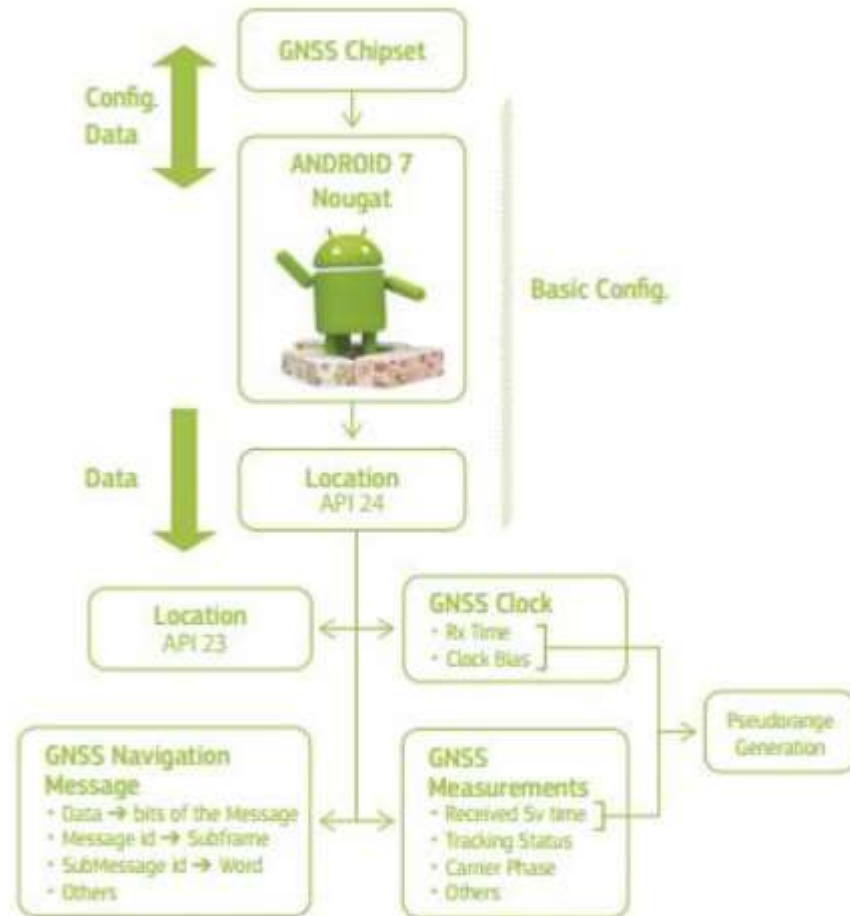 GNSS Chipset
Config.
Data
ANDROID 7
Nougat
Basic Config.
Data
Location
API 24
Location
API 23
GNSS Clock
• Rx Time
• Clock Bias
Pseudorange
Generation
GNSS Navigation
Message
• Data → bits of the Message
• Message id → Subframe
• SubMessage id → Word
• Others
GNSS
Measurements
• Received Sv time
• Tracking Status
• Carrier Phase
• Others